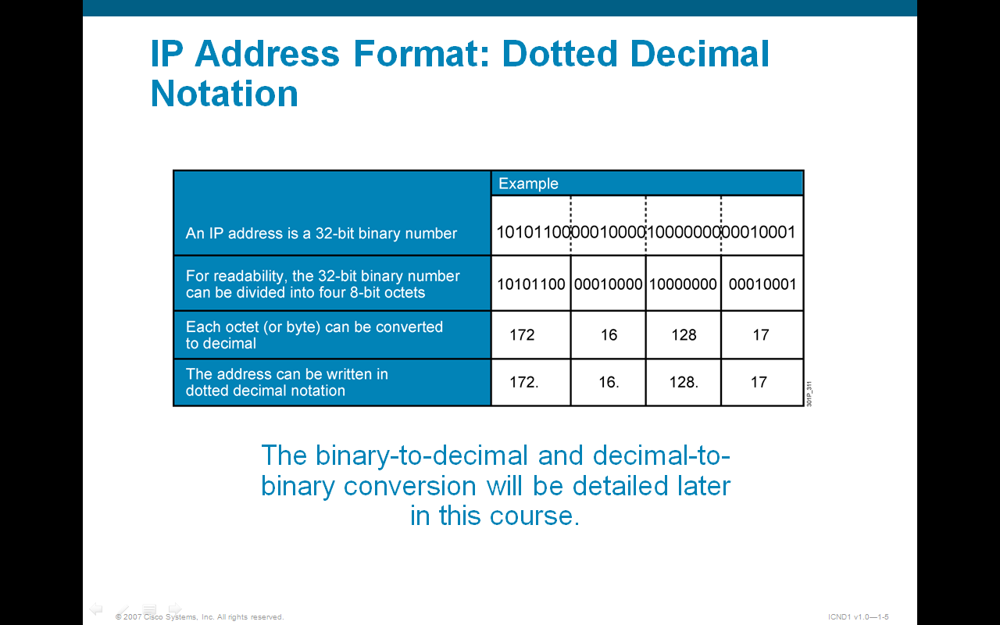 IP Address Format: Dotted Decimal
Notation
Example
An IP address is a 32-bit binary number
10101100000100001000000000010001
For readability, the 32-bit binary number
can be divided into four 8-bit octets
10101100 00010000 10000000 00010001
Each octet (or byte) can be converted
to decimal
172 16 128 17
The address can be written in
dotted decimal notation
172. 16. 128. 17
301P_311
The binary-to-decimal and decimal-to-
binary conversion will be detailed later
in this course.
© 2007 Cisco Systems, Inc. All rights reserved.
ICND1 v1.0—1-5